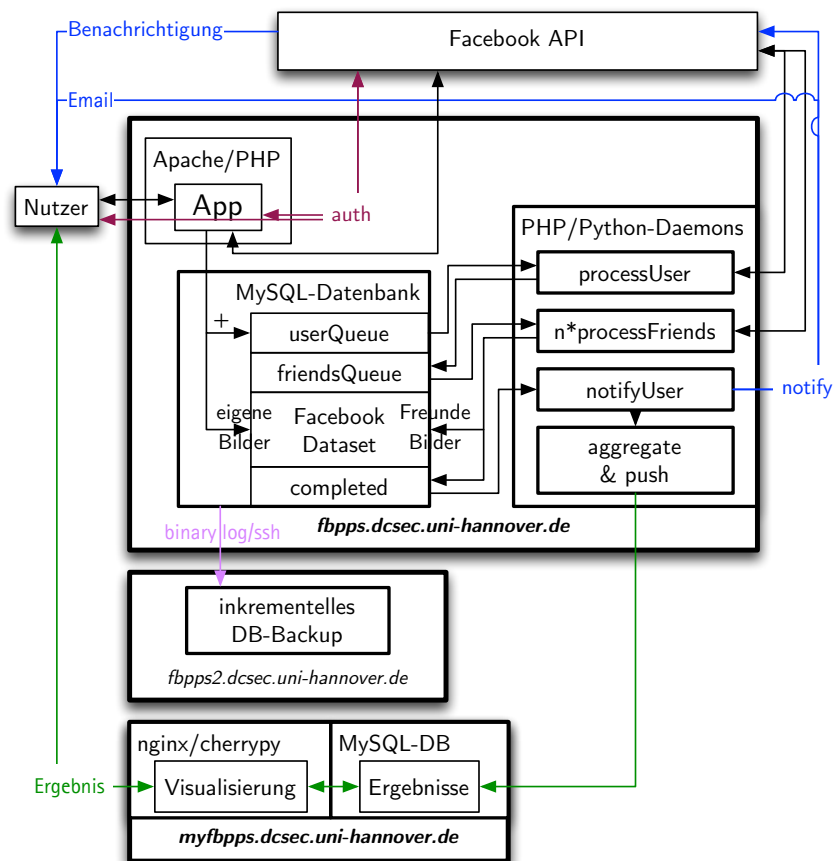 Benachrichtigung
Facebook API
Email
Apache/PHP
App
Nutzer
auth
PHP/Python-Daemons
processUser
MySQL-Datenbank
+
userQueue
n*processFriends
friendsQueue
notifyUser
notify
eigene
Bilder
Facebook
Dataset
Freunde
Bilder
aggregate
& push
completed
binary log/ssh
fbpps.dcsec.uni-hannover.de
inkrementelles
DB-Backup
fbpps2.dcsec.uni-hannover.de
nginx/cherrypy
MySQL-DB
Ergebnis
Visualisierung
Ergebnisse
myfbpps.dcsec.uni-hannover.de